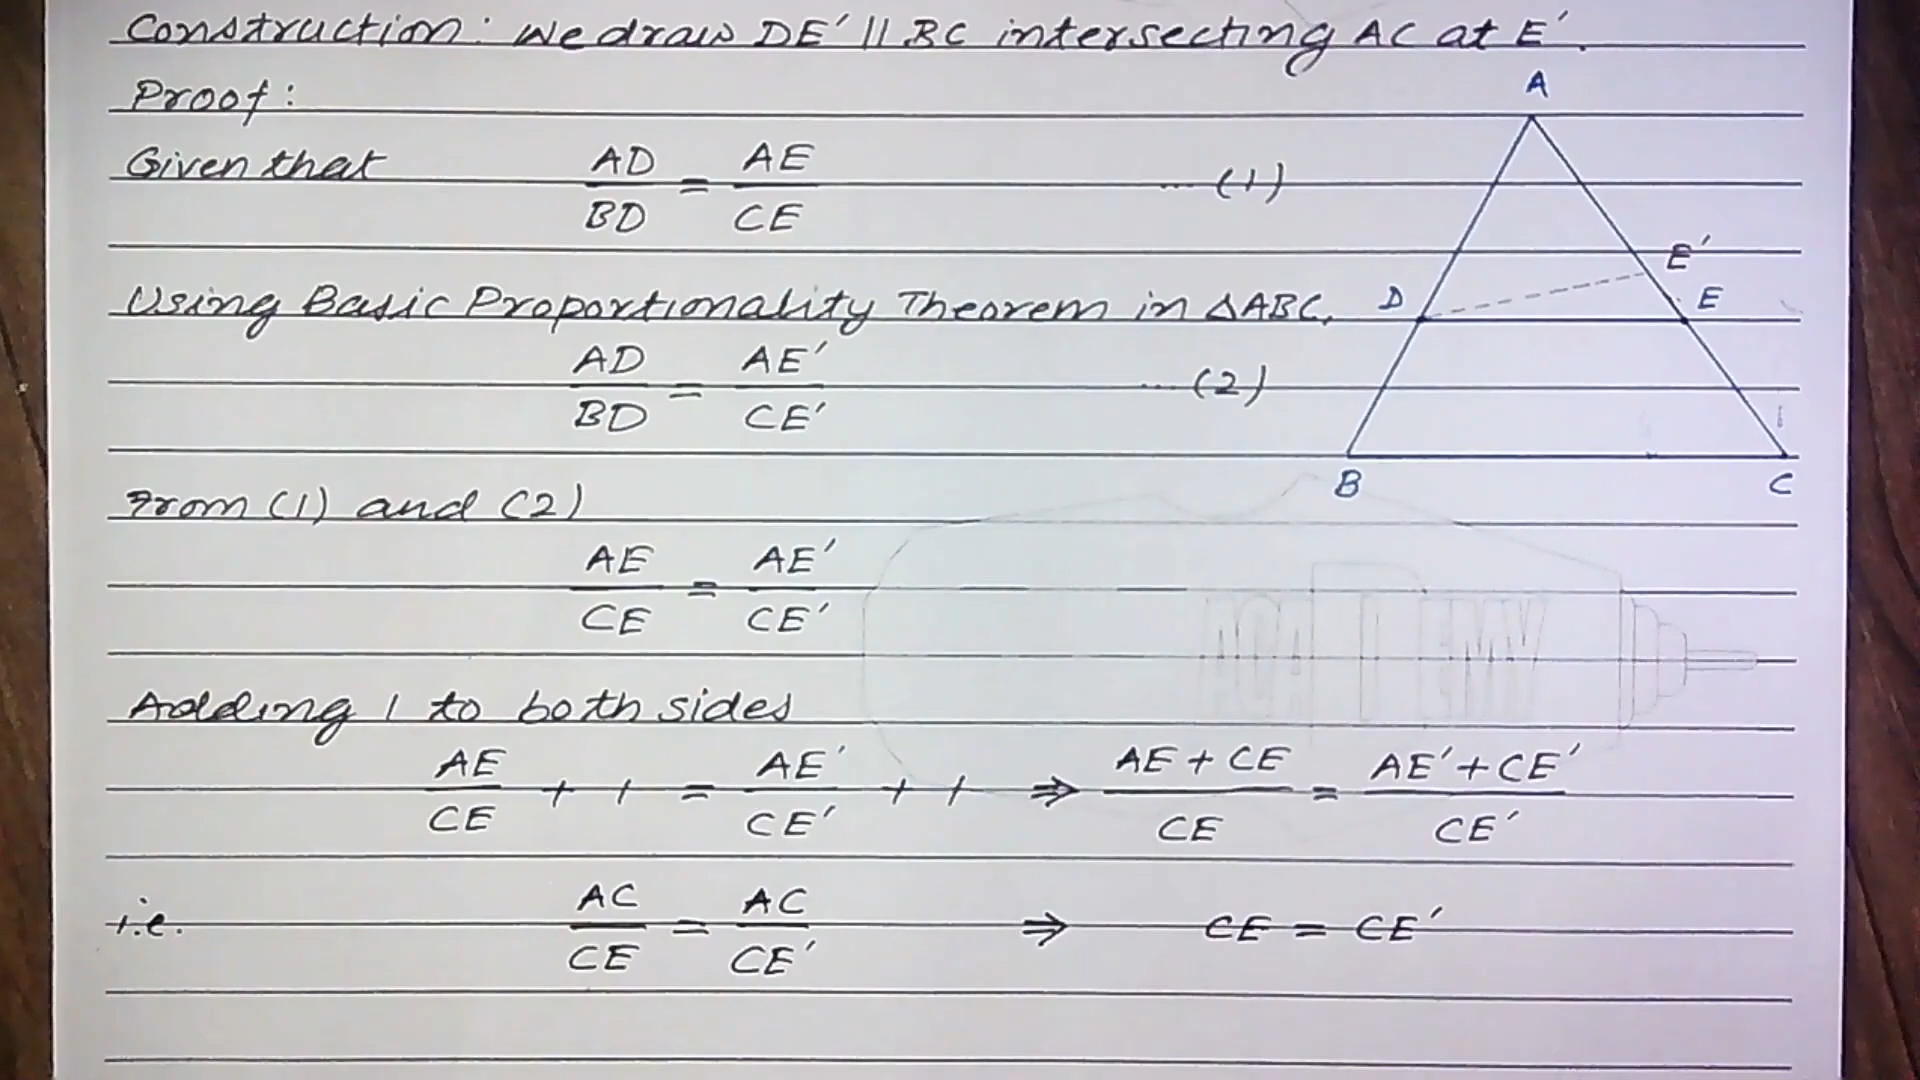 Construction: We draw DE′ || BC intersecting AC at E′.
Proof:
Given that AD/BD = AE/CE ... (1)
Using Basic Proportionality Theorem in △ABC,
AD/BD = AE′/CE′ ... (2)
From (1) and (2)
AE/CE = AE′/CE′
Adding 1 to both sides
AE/CE + 1 = AE′/CE′ + 1 ⇒ AE + CE/CE = AE′ + CE′/CE′
i.e. AC/CE = AC/CE′ ⇒ CE = CE′
A
E′
D
E
B
C
ACADEMY